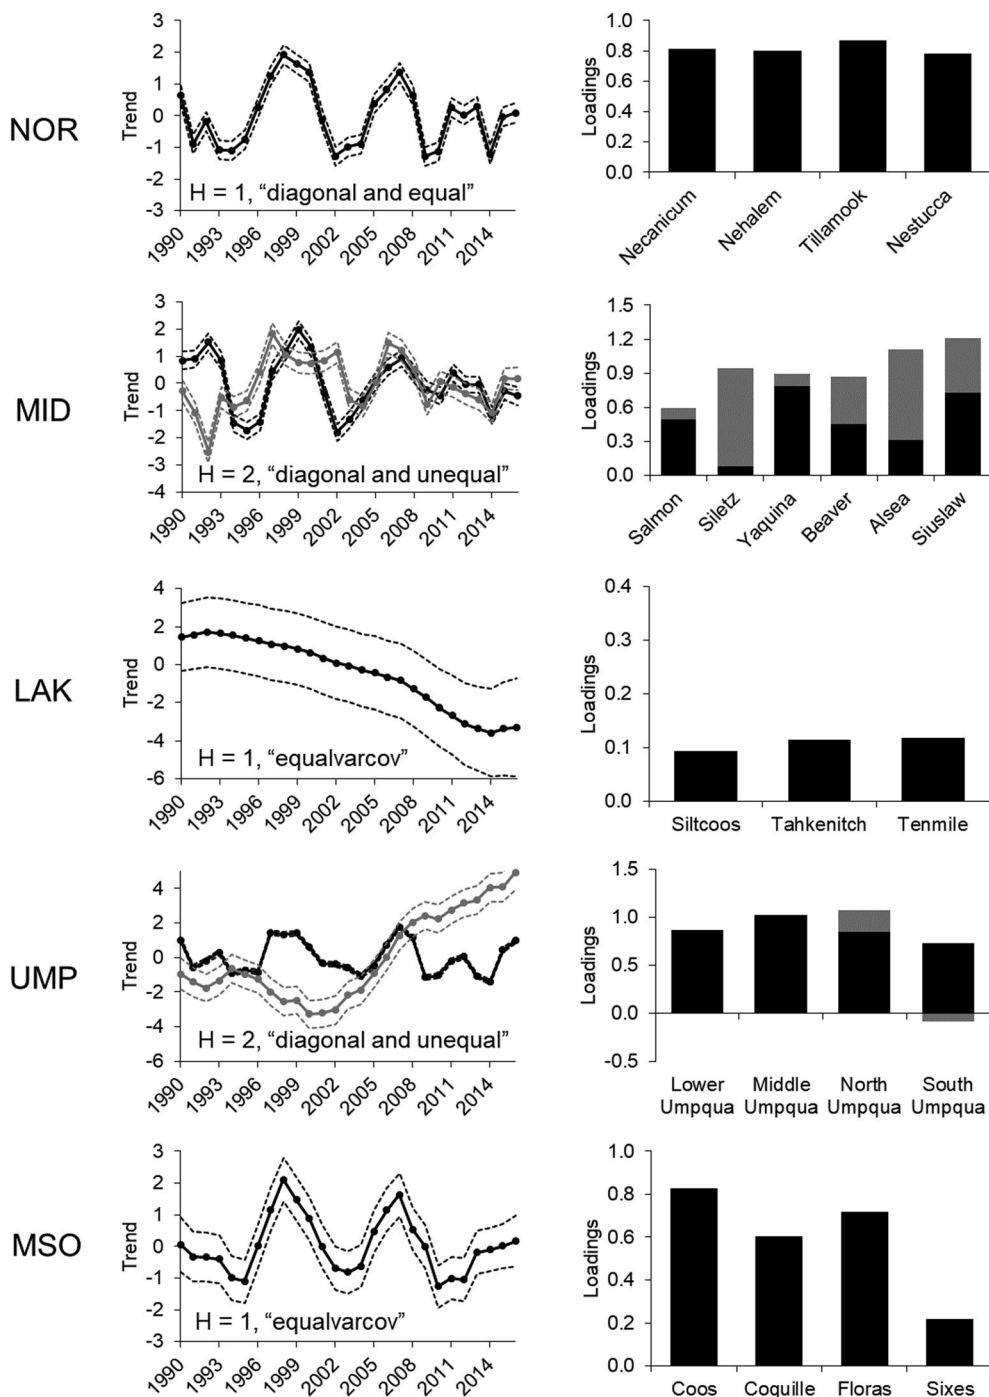 NOR
Trend
3
2
1
0
-1
-2
-3
H = 1, “diagonal and equal”
1990
1993
1996
1999
2002
2005
2008
2011
2014
Loadings
1.0
0.8
0.6
0.4
0.2
0.0
Necanicum
Nehalem
Tillamook
Nestucca
MID
Trend
3
2
1
0
-1
-2
-3
-4
H = 2, “diagonal and unequal”
1990
1993
1996
1999
2002
2005
2008
2011
2014
Loadings
1.5
1.2
0.9
0.6
0.3
0.0
Salmon
Siletz
Yaquina
Beaver
Alsea
Siuslaw
LAK
Trend
4
2
0
-2
-4
-6
H = 1, “equalvarcov”
1990
1993
1996
1999
2002
2005
2008
2011
2014
Loadings
0.4
0.3
0.2
0.1
0.0
Siltcoos
Tahkenitch
Tenmile
UMP
Trend
4
2
0
-2
-4
-6
H = 2, “diagonal and unequal”
1990
1993
1996
1999
2002
2005
2008
2011
2014
Loadings
1.5
1.0
0.5
0.0
-0.5
Lower
Umpqua
Middle
Umpqua
North
Umpqua
South
Umpqua
MSO
Trend
3
2
1
0
-1
-2
-3
H = 1, “equalvarcov”
1990
1993
1996
1999
2002
2005
2008
2011
2014
Loadings
1.0
0.8
0.6
0.4
0.2
0.0
Coos
Coquille
Floras
Sixes